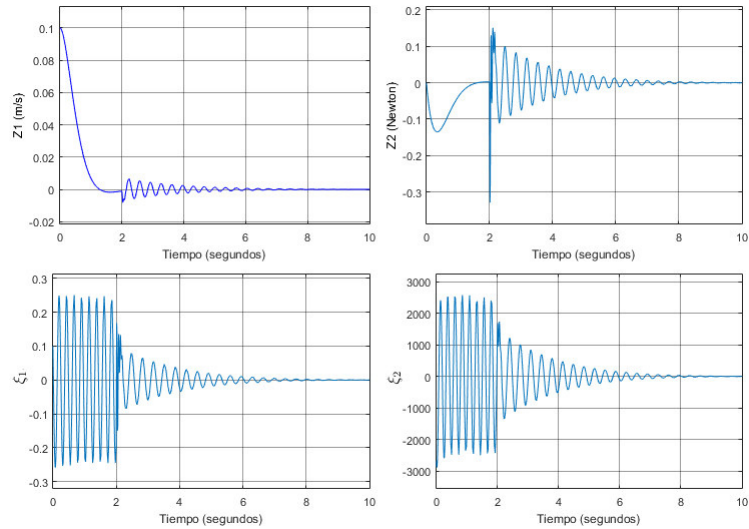 0.1
0.08
0.06
0.04
0.02
0
-0.02
Z1 (m/s)
0 2 4 6 8 10
Tiempo (segundos)
0.2
0.1
0
-0.1
-0.2
-0.3
Z2 (Newton)
0 2 4 6 8 10
Tiempo (segundos)
0.3
0.2
0.1
0
-0.1
-0.2
-0.3
ξ1
0 2 4 6 8 10
Tiempo (segundos)
3000
2000
1000
0
-1000
-2000
-3000
ξ2
0 2 4 6 8 10
Tiempo (segundos)